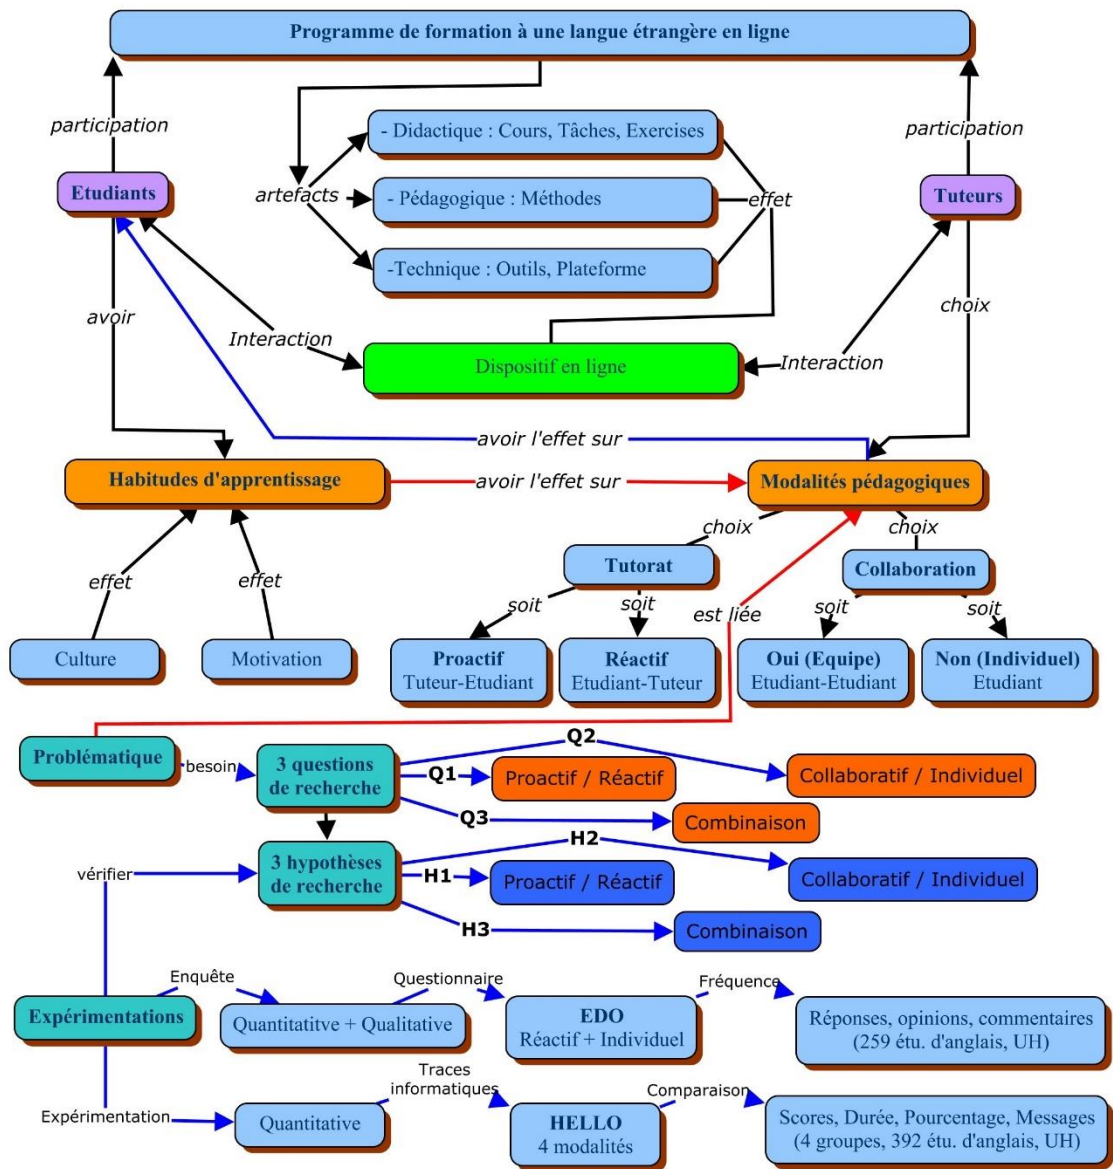 Programme de formation à une langue étrangère en ligne
participation
participation
- Didactique : Cours, Tâches, Exercises
Etudiants
artefacts
- Pédagogique : Méthodes
effet
Tuteurs
-Technique : Outils, Plateforme
avoir
choix
Interaction
Interaction
Dispositif en ligne
avoir l'effet sur
Habitudes d'apprentissage
avoir l'effet sur
Modalités pédagogiques
choix
choix
Tutorat
Collaboration
effet
effet
soit
soit
est liée
soit
soit
Culture
Motivation
Proactif
Tuteur-Etudiant
Réactif
Etudiant-Tuteur
Oui (Equipe)
Etudiant-Etudiant
Non (Individuel)
Etudiant
Problématique
besoin
3 questions
de recherche
Q2
Q1
Proactif / Réactif
Collaboratif / Individuel
Q3
Combinaison
vérifier
3 hypothèses
de recherche
H2
H1
Proactif / Réactif
Collaboratif / Individuel
H3
Combinaison
Expérimentations
Enquête
Quantitatitve + Qualitative
Questionnaire
EDO
Réactif + Individuel
Fréquence
Réponses, opinions, commentaires
(259 étu. d'anglais, UH)
Expérimentation
Quantitative
Traces
informatiques
HELLO
4 modalités
Comparaison
Scores, Durée, Pourcentage, Messages
(4 groupes, 392 étu. d'anglais, UH)